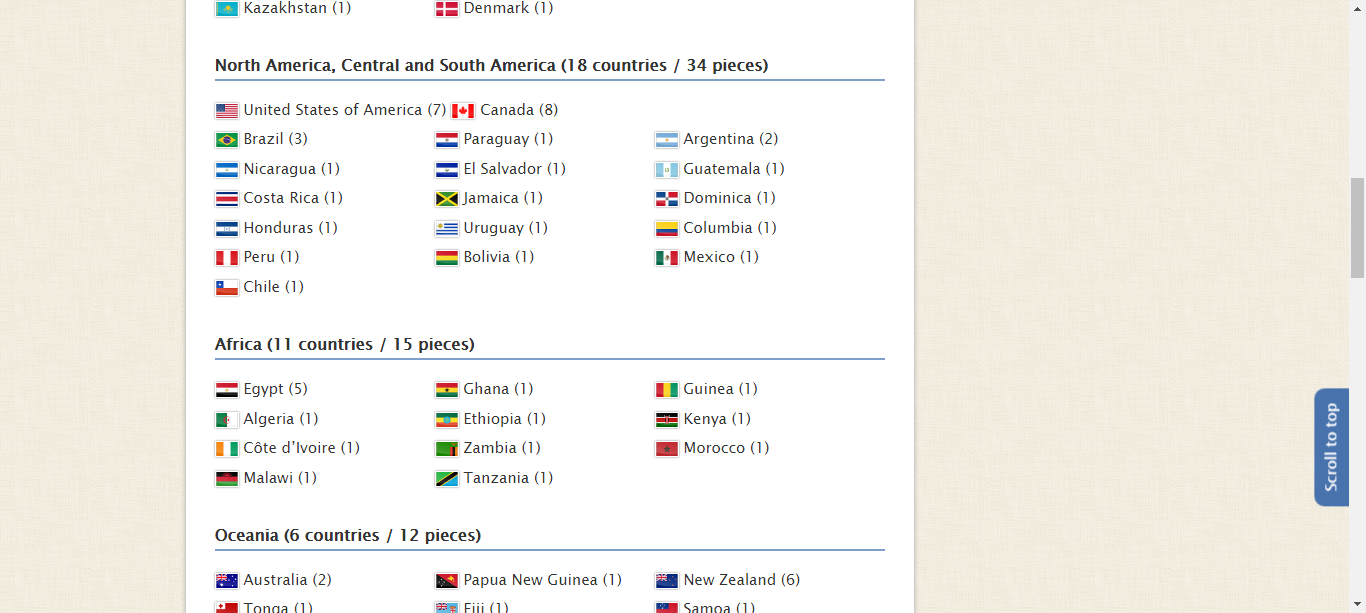 Kazakhstan (1) Denmark (1)
North America, Central and South America (18 countries / 34 pieces)
United States of America (7) Canada (8)
Brazil (3) Paraguay (1) Argentina (2)
Nicaragua (1) El Salvador (1) Guatemala (1)
Costa Rica (1) Jamaica (1) Dominica (1)
Honduras (1) Uruguay (1) Columbia (1)
Peru (1) Bolivia (1) Mexico (1)
Chile (1)
Africa (11 countries / 15 pieces)
Egypt (5) Ghana (1) Guinea (1)
Algeria (1) Ethiopia (1) Kenya (1)
Côte d’Ivoire (1) Zambia (1) Morocco (1)
Malawi (1) Tanzania (1)
Oceania (6 countries / 12 pieces)
Australia (2) Papua New Guinea (1) New Zealand (6)
Tonga (1) Fiji (1) Samoa (1)
Scroll to top